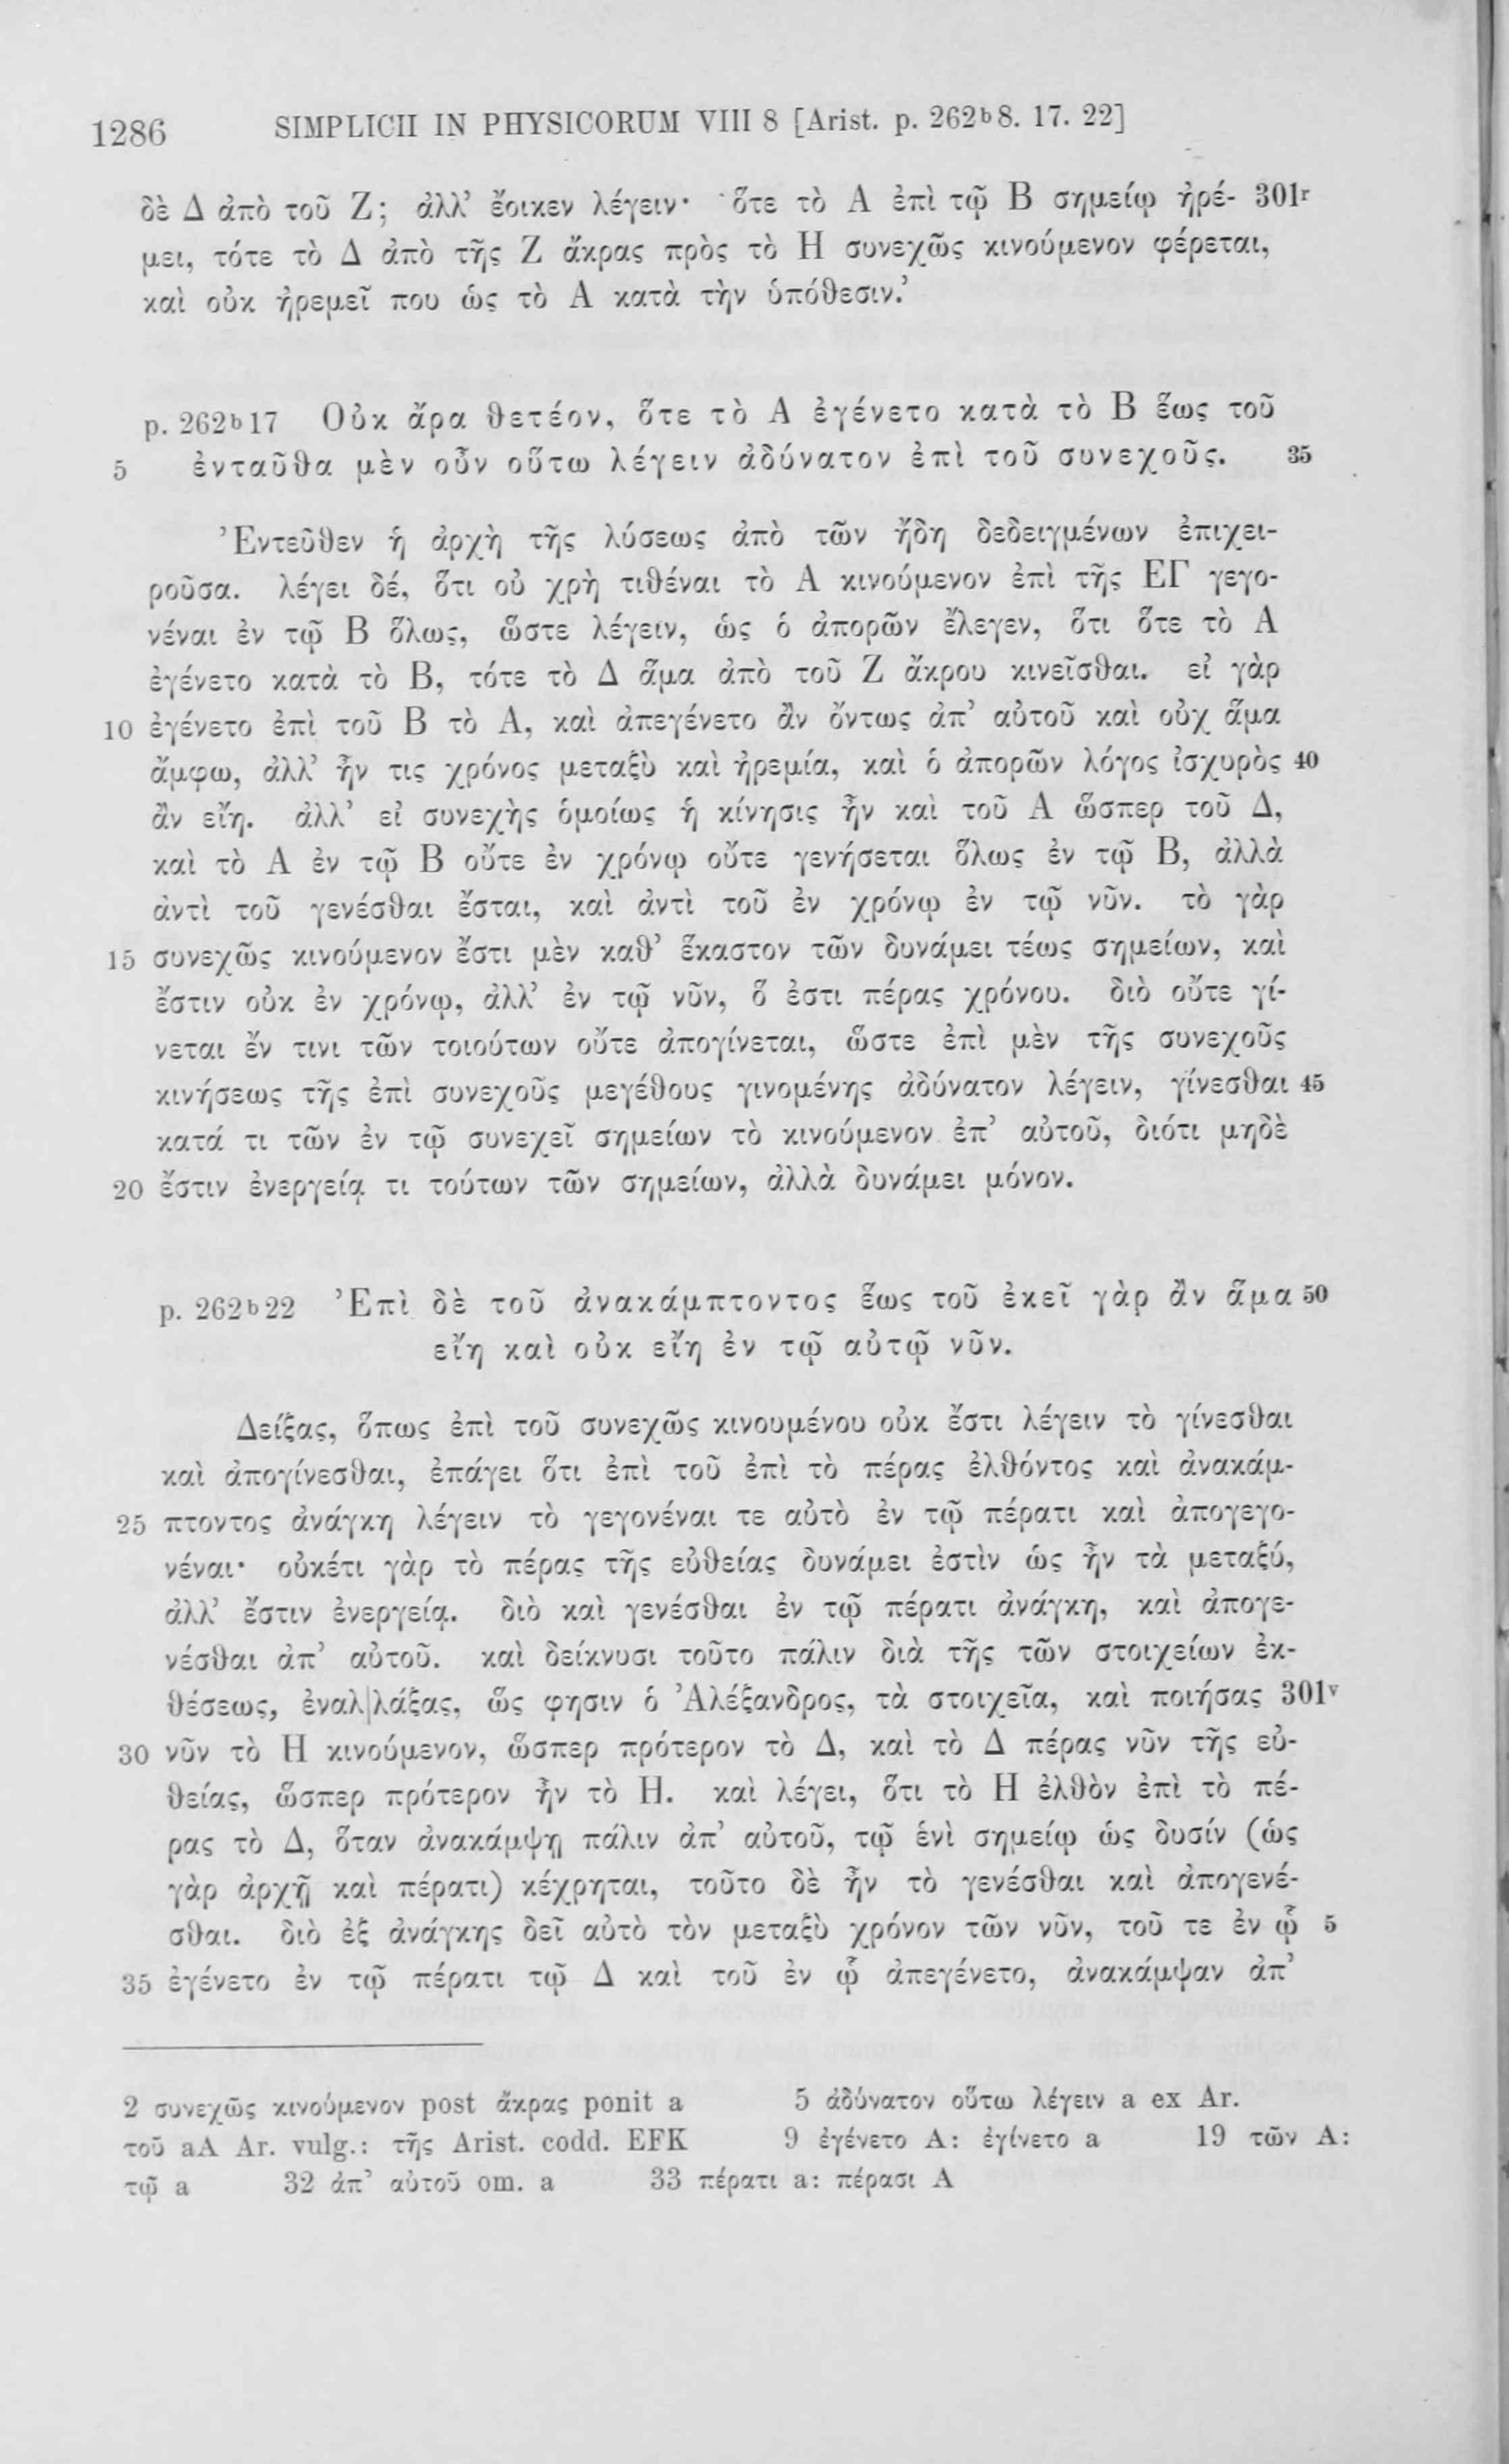 1286 SIMPLICII IN PHYSICORUM VIII 8 [Arist. p. 262b8. 17. 22]
δὲ Δ ἀπὸ τοῦ Ζ; ἀλλ’ ἔοικεν λέγειν· ‘ὅτε τὸ Α ἐπὶ τῷ Β σημείῳ ἠρέ- 301r
μει, τότε τὸ Δ ἀπὸ τῆς Ζ ἄκρας πρὸς τὸ Η συνεχῶς κινούμενον φέρεται,
καὶ οὐκ ἠρεμεῖ που ὡς τὸ Α κατὰ τὴν ὑπόθεσιν.’
p. 262b17 Οὐκ ἄρα θετέον, ὅτε τὸ Α ἐγένετο κατὰ τὸ Β ἕως τοῦ
5 ἐνταῦθα μὲν οὖν οὕτω λέγειν ἀδύνατον ἐπὶ τοῦ συνεχοῦς. 35
Ἐντεῦθεν ἡ ἀρχὴ τῆς λύσεως ἀπὸ τῶν ἤδη δεδειγμένων ἐπιχει-
ροῦσα. λέγει δέ, ὅτι οὐ χρὴ τιθέναι τὸ Α κινούμενον ἐπὶ τῆς ΕΓ γεγο-
νέναι ἐν τῷ Β ὅλως, ὥστε λέγειν, ὡς ὁ ἀπορῶν ἔλεγεν, ὅτι ὅτε τὸ Α
ἐγένετο κατὰ τὸ Β, τότε τὸ Δ ἅμα ἀπὸ τοῦ Ζ ἄκρου κινεῖσθαι. εἰ γὰρ
10 ἐγένετο ἐπὶ τοῦ Β τὸ Α, καὶ ἀπεγένετο ἂν ὄντως ἀπ’ αὐτοῦ καὶ οὐχ ἅμα
ἄμφω, ἀλλ’ ἦν τις χρόνος μεταξὺ καὶ ἠρεμία, καὶ ὁ ἀπορῶν λόγος ἰσχυρὸς 40
ἂν εἴη. ἀλλ’ εἰ συνεχὴς ὁμοίως ἡ κίνησις ἦν καὶ τοῦ Α ὥσπερ τοῦ Δ,
καὶ τὸ Α ἐν τῷ Β οὔτε ἐν χρόνῳ οὔτε γενήσεται ὅλως ἐν τῷ Β, ἀλλὰ
ἀντὶ τοῦ γενέσθαι ἔσται, καὶ ἀντὶ τοῦ ἐν χρόνῳ ἐν τῷ νῦν. τὸ γὰρ
15 συνεχῶς κινούμενον ἔστι μὲν καθ’ ἕκαστον τῶν δυνάμει τέως σημείων, καὶ
ἔστιν οὐκ ἐν χρόνῳ, ἀλλ’ ἐν τῷ νῦν, ὅ ἐστι πέρας χρόνου. διὸ οὔτε γί-
νεται ἔν τινι τῶν τοιούτων οὔτε ἀπογίνεται, ὥστε ἐπὶ μὲν τῆς συνεχοῦς
κινήσεως τῆς ἐπὶ συνεχοῦς μεγέθους γινομένης ἀδύνατον λέγειν, γίνεσθαι 45
κατά τι τῶν ἐν τῷ συνεχεῖ σημείων τὸ κινούμενον ἐπ’ αὐτοῦ, διότι μηδὲ
20 ἔστιν ἐνεργείᾳ τι τούτων τῶν σημείων, ἀλλὰ δυνάμει μόνον.
p. 262b22 Ἐπὶ δὲ τοῦ ἀνακάμπτοντος ἕως τοῦ ἐκεῖ γὰρ ἂν ἅμα 50
εἴη καὶ οὐκ εἴη ἐν τῷ αὐτῷ νῦν.
Δείξας, ὅπως ἐπὶ τοῦ συνεχῶς κινουμένου οὐκ ἔστι λέγειν τὸ γίνεσθαι
καὶ ἀπογίνεσθαι, ἐπάγει ὅτι ἐπὶ τοῦ ἐπὶ τὸ πέρας ἐλθόντος καὶ ἀνακάμ-
25 πτοντος ἀνάγκη λέγειν τὸ γεγονέναι τε αὐτὸ ἐν τῷ πέρατι καὶ ἀπογεγο-
νέναι· οὐκέτι γὰρ τὸ πέρας τῆς εὐθείας δυνάμει ἐστὶν ὡς ἦν τὰ μεταξύ,
ἀλλ’ ἔστιν ἐνεργείᾳ. διὸ καὶ γενέσθαι ἐν τῷ πέρατι ἀνάγκη, καὶ ἀπογε-
νέσθαι ἀπ’ αὐτοῦ. καὶ δείκνυσι τοῦτο πάλιν διὰ τῆς τῶν στοιχείων ἐκ-
θέσεως, ἐναλ|λάξας, ὥς φησιν ὁ Ἀλέξανδρος, τὰ στοιχεῖα, καὶ ποιήσας 301v
30 νῦν τὸ Η κινούμενον, ὥσπερ πρότερον τὸ Δ, καὶ τὸ Δ πέρας νῦν τῆς εὐ-
θείας, ὥσπερ πρότερον ἦν τὸ Η. καὶ λέγει, ὅτι τὸ Η ἐλθὸν ἐπὶ τὸ πέ-
ρας τὸ Δ, ὅταν ἀνακάμψῃ πάλιν ἀπ’ αὐτοῦ, τῷ ἑνὶ σημείῳ ὡς δυσίν (ὡς
γὰρ ἀρχῇ καὶ πέρατι) κέχρηται, τοῦτο δὲ ἦν τὸ γενέσθαι καὶ ἀπογενέ-
σθαι. διὸ ἐξ ἀνάγκης δεῖ αὐτὸ τὸν μεταξὺ χρόνον τῶν νῦν, τοῦ τε ἐν ᾧ 5
35 ἐγένετο ἐν τῷ πέρατι τῷ Δ καὶ τοῦ ἐν ᾧ ἀπεγένετο, ἀνακάμψαν ἀπ’
2 συνεχῶς κινούμενον post ἄκρας ponit a 5 ἀδύνατον οὕτω λέγειν a ex Ar.
τοῦ aA Ar. vulg.: τῆς Arist. codd. EFK 9 ἐγένετο A: ἐγίνετο a 19 τῶν A:
τῷ a 32 ἀπ’ αὐτοῦ om. a 33 πέρατι a: πέρασι A